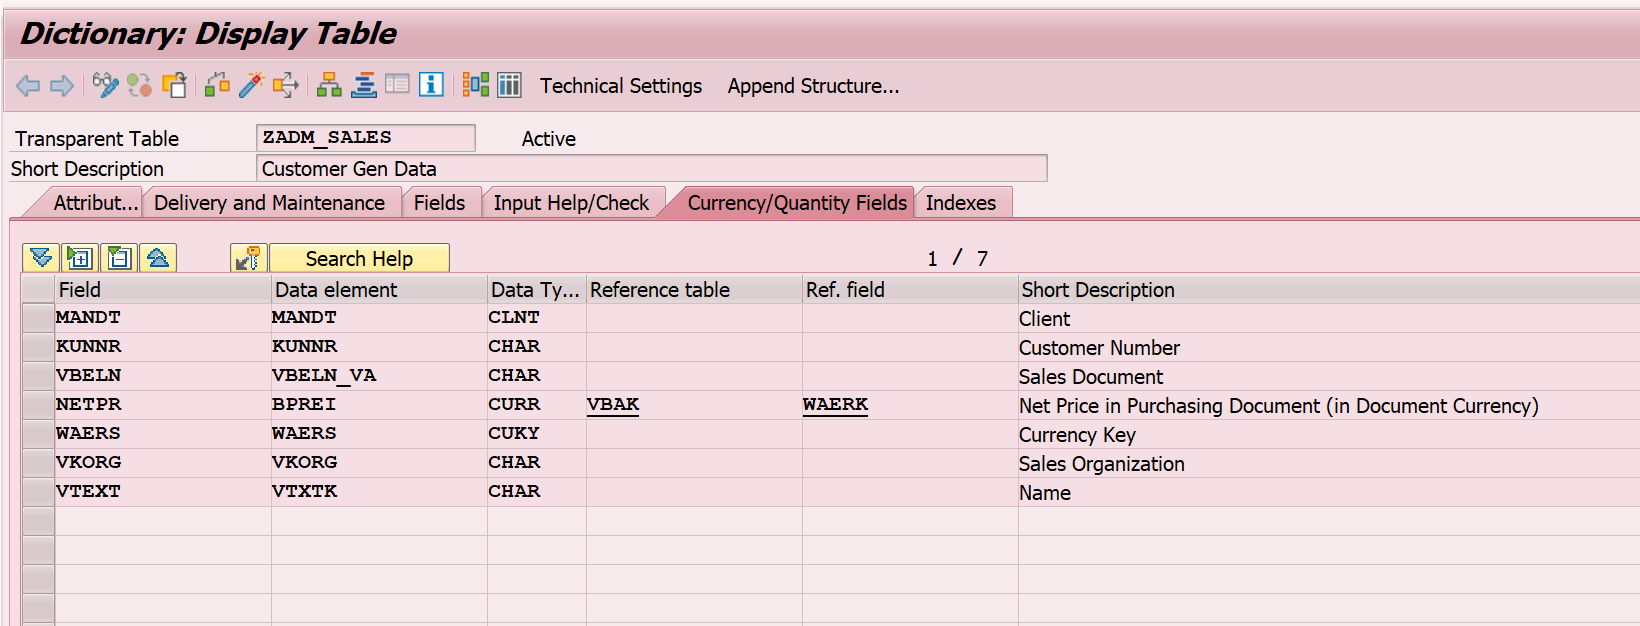 Dictionary: Display Table
Technical Settings Append Structure...
Transparent Table ZADM_SALES Active
Short Description Customer Gen Data
Attribut... Delivery and Maintenance Fields Input Help/Check Currency/Quantity Fields Indexes
Search Help 1 / 7
Field Data element Data Ty... Reference table Ref. field Short Description
MANDT MANDT CLNT Client
KUNNR KUNNR CHAR Customer Number
VBELN VBELN_VA CHAR Sales Document
NETPR BPREI CURR VBAK WAERK Net Price in Purchasing Document (in Document Currency)
WAERS WAERS CUKY Currency Key
VKORG VKORG CHAR Sales Organization
VTEXT VTXTK CHAR Name